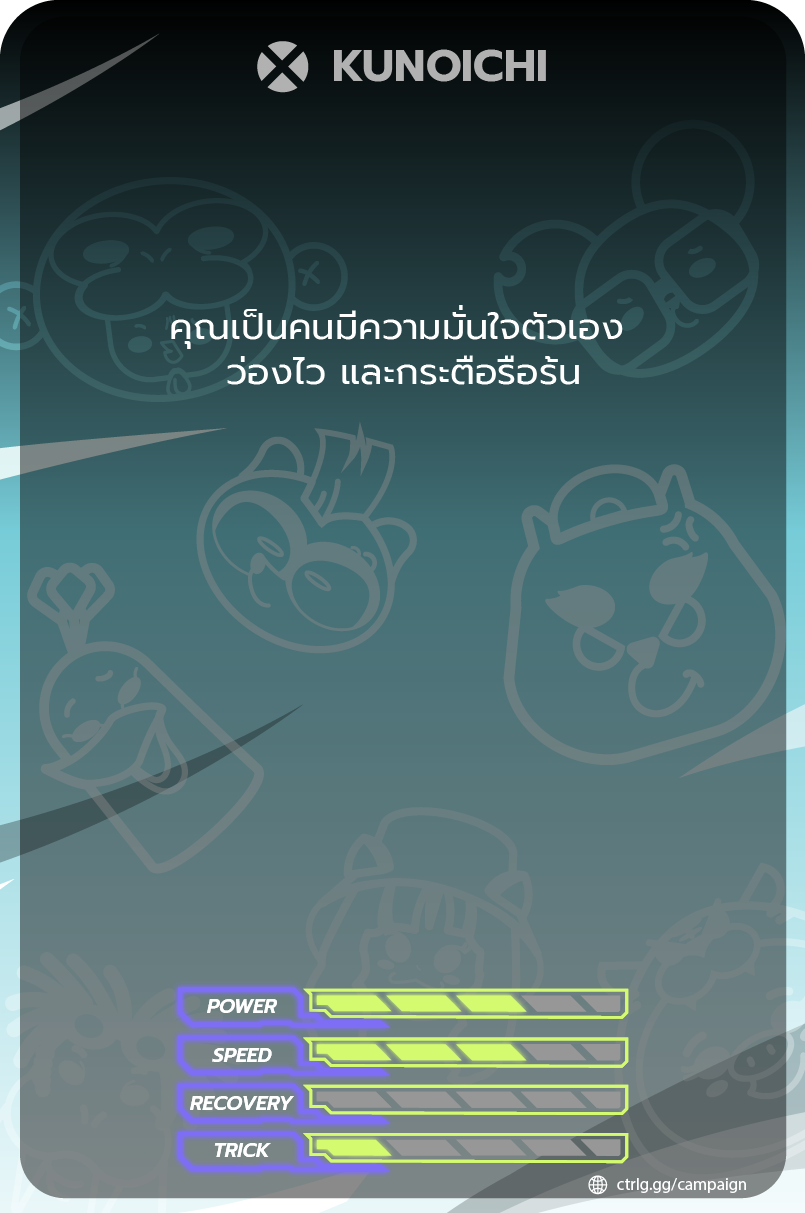 KUNOICHI
คุณเป็นคนมีความมั่นใจตัวเอง
ว่องไว และกระตือรือร้น
POWER
SPEED
RECOVERY
TRICK
ctrlg.gg/campaign